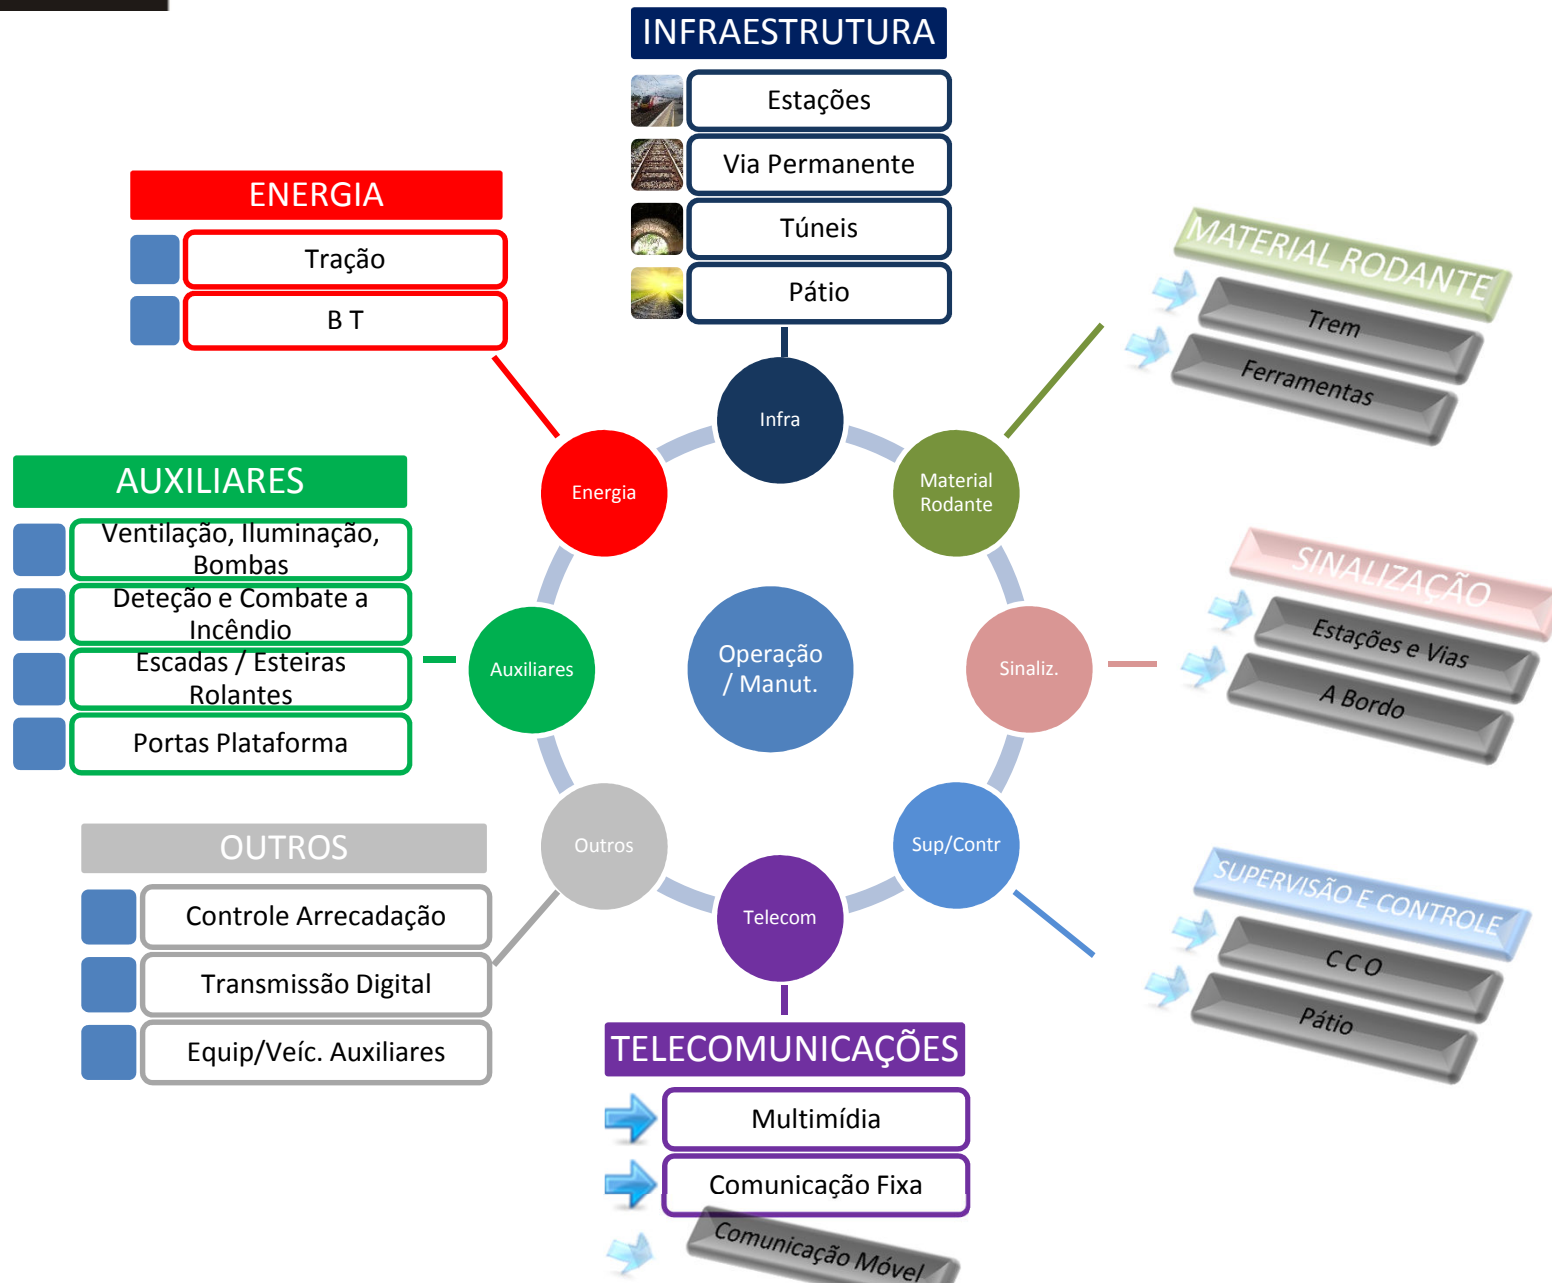 INFRAESTRUTURA
Estações
Via Permanente
Túneis
Pátio
ENERGIA
Tração
B T
MATERIAL RODANTE
Trem
Ferramentas
AUXILIARES
Ventilação, Iluminação,
Bombas
Deteção e Combate a
Incêndio
Escadas / Esteiras
Rolantes
Portas Plataforma
SINALIZAÇÃO
Estações e Vias
A Bordo
OUTROS
Controle Arrecadação
Transmissão Digital
Equip/Veíc. Auxiliares
SUPERVISÃO E CONTROLE
C C O
Pátio
TELECOMUNICAÇÕES
Multimídia
Comunicação Fixa
Comunicação Móvel
Infra
Material
Rodante
Sinaliz.
Sup/Contr
Telecom
Outros
Auxiliares
Energia
Operação
/ Manut.